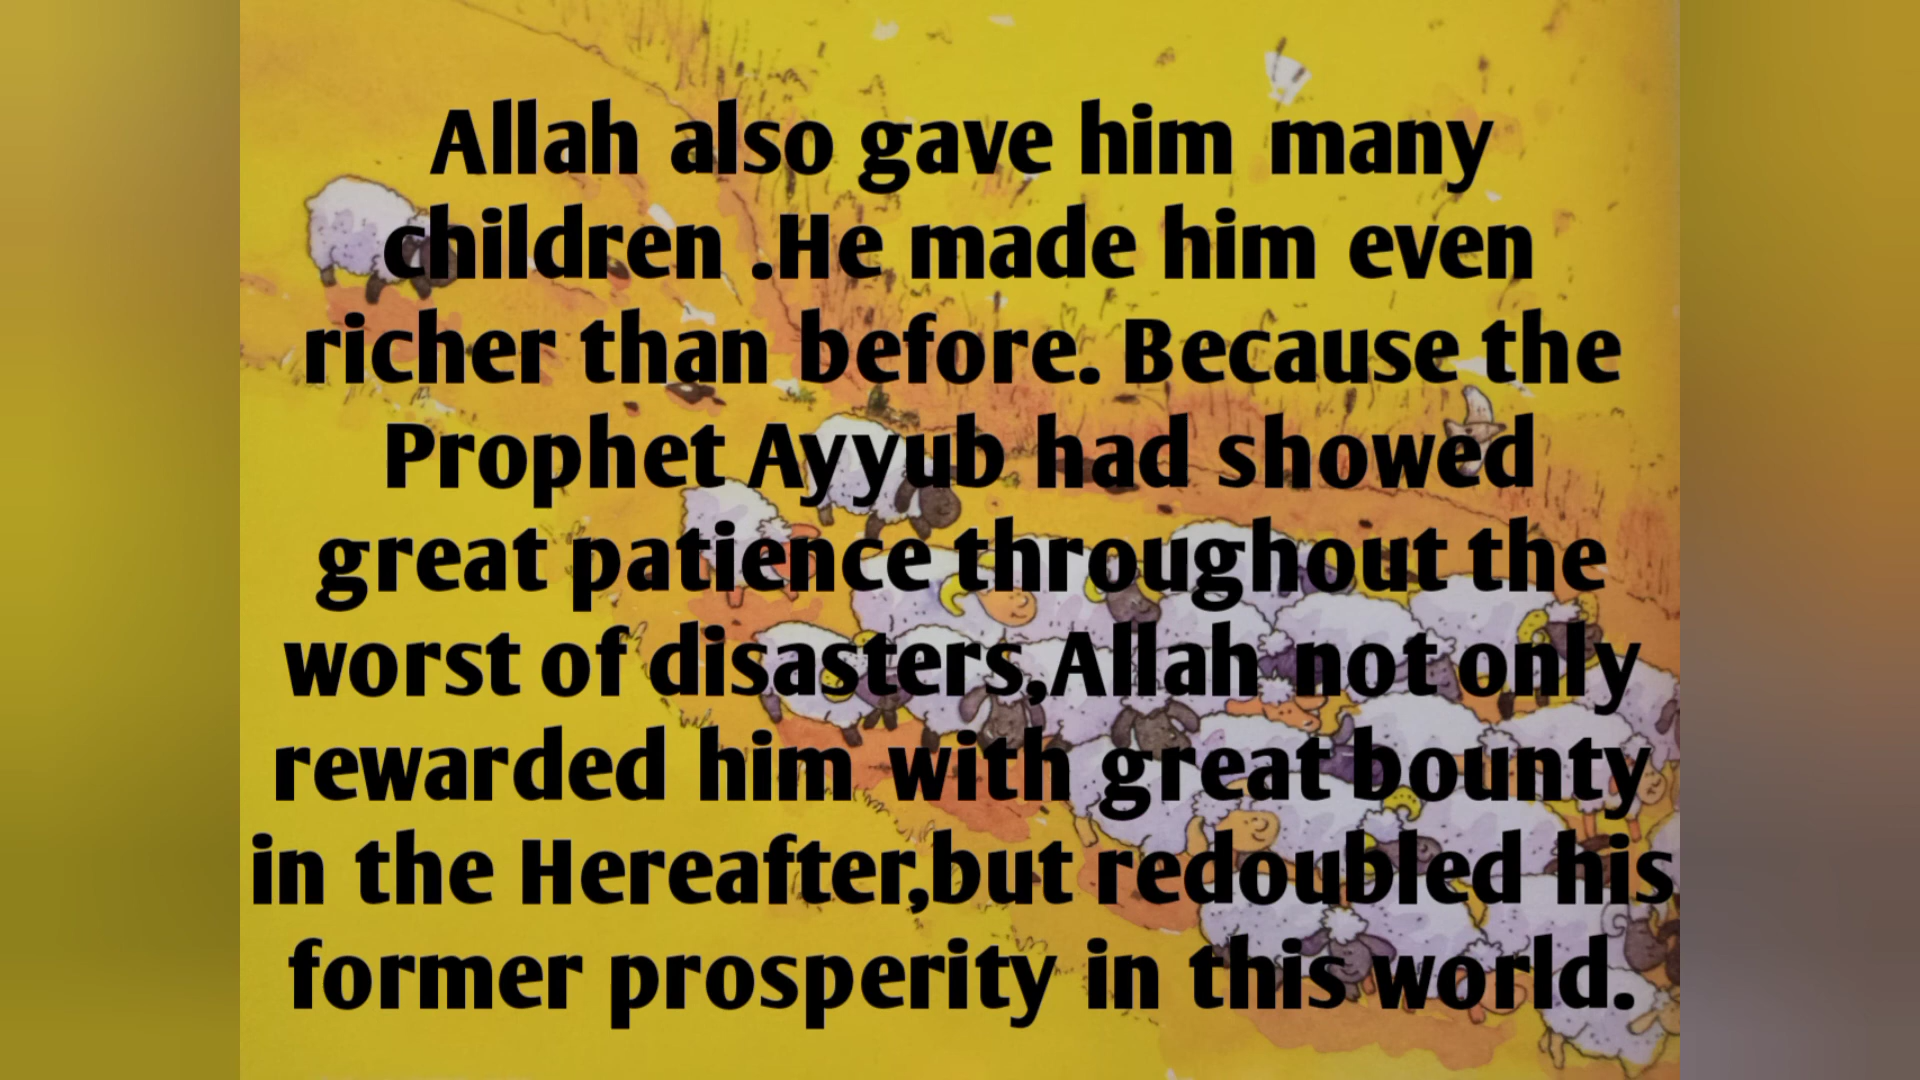 Allah also gave him many
children .He made him even
richer than before. Because the
Prophet Ayyub had showed
great patience throughout the
worst of disasters,Allah not only
rewarded him with great bounty
in the Hereafter,but redoubled his
former prosperity in this world.